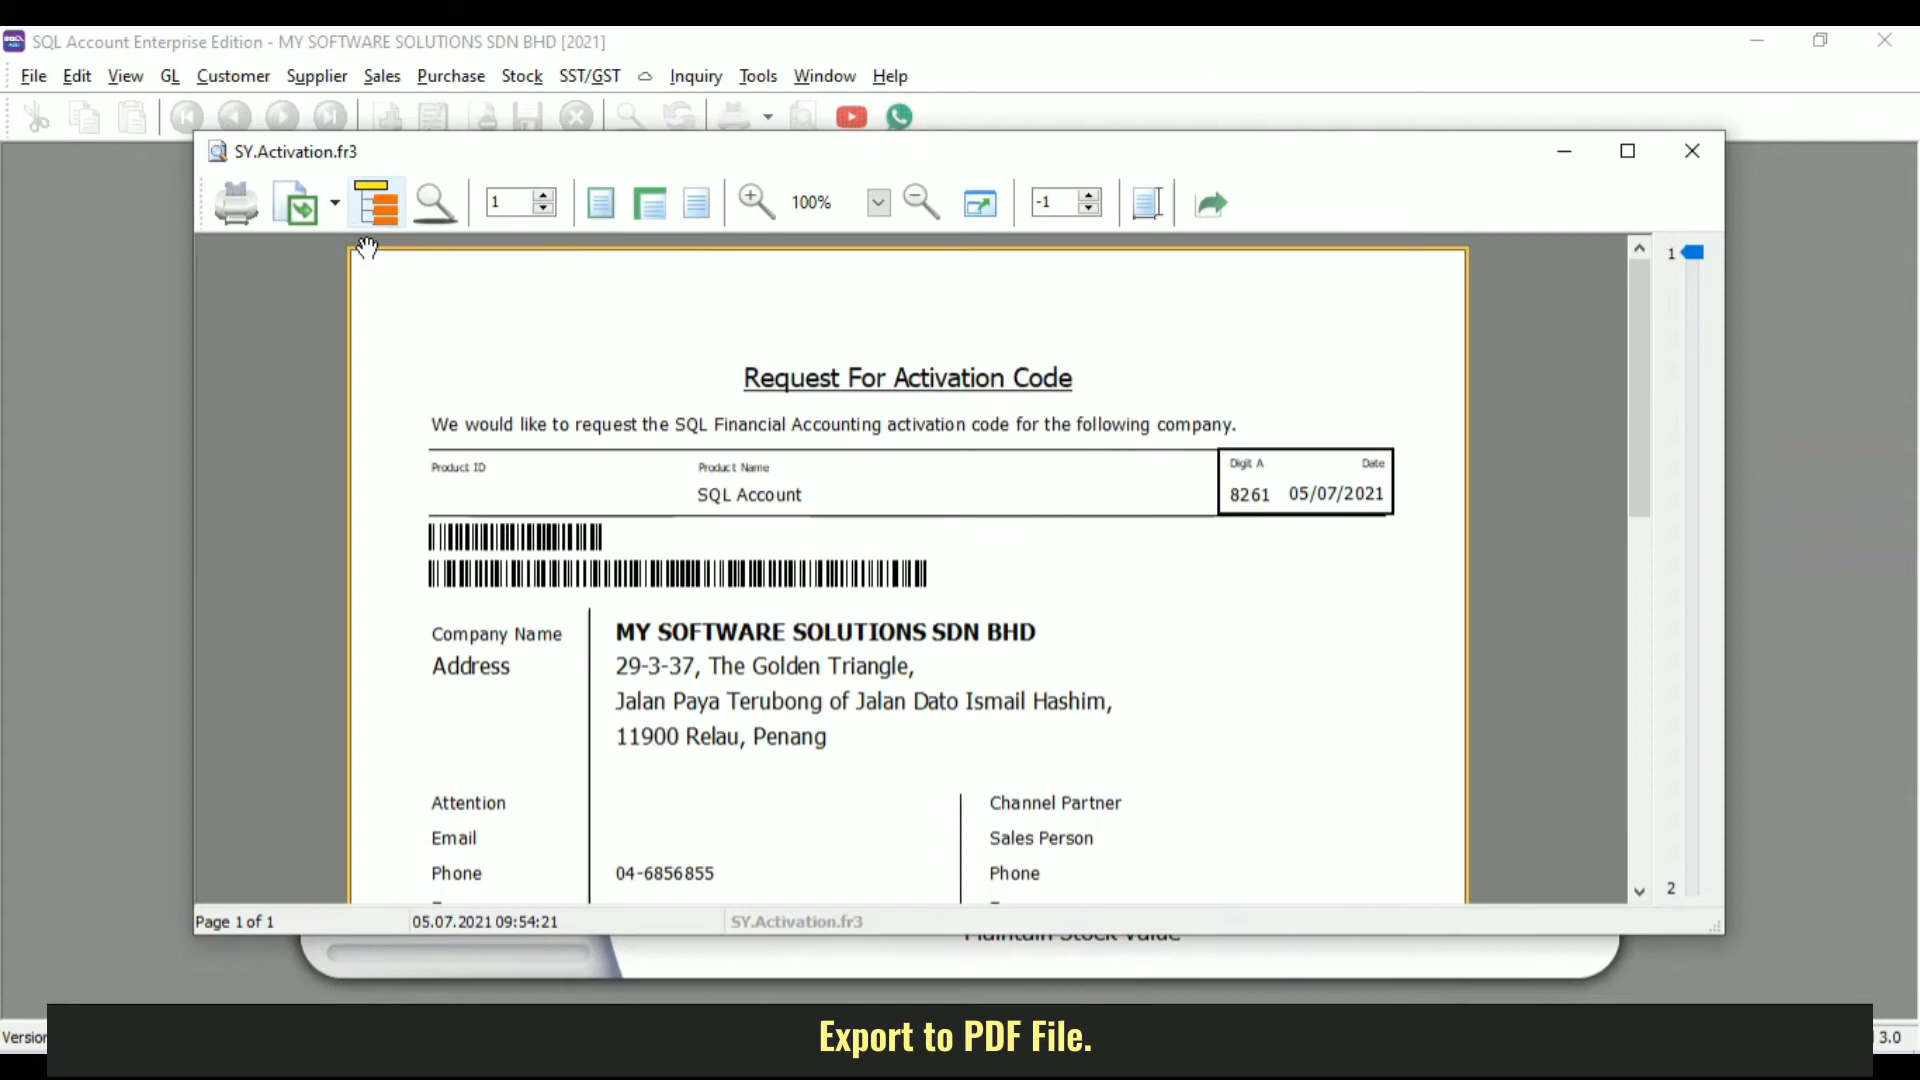 SQL Account Enterprise Edition - MY SOFTWARE SOLUTIONS SDN BHD [2021]
File Edit View GL Customer Supplier Sales Purchase Stock SST/GST Inquiry Tools Window Help
SY.Activation.fr3
1 100% -1
1
Request For Activation Code
We would like to request the SQL Financial Accounting activation code for the following company.
Product ID Product Name Digit A Date
SQL Account 8261 05/07/2021
Company Name MY SOFTWARE SOLUTIONS SDN BHD
Address 29-3-37, The Golden Triangle,
Jalan Paya Terubong of Jalan Dato Ismail Hashim,
11900 Relau, Penang
Attention Channel Partner
Email Sales Person
Phone 04-6856855 Phone
2
Page 1 of 1 05.07.2021 09:54:21 SY.Activation.fr3
Maintain Stock Value
Export to PDF File.
Version 3.0